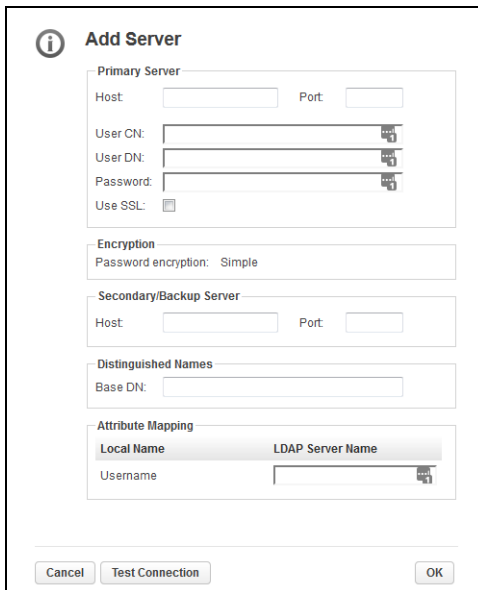 Add Server
Primary Server
Host: Port:
User CN:
User DN:
Password:
Use SSL:
Encryption
Password encryption: Simple
Secondary/Backup Server
Host: Port:
Distinguished Names
Base DN:
Attribute Mapping
Local Name LDAP Server Name
Username
Cancel Test Connection OK